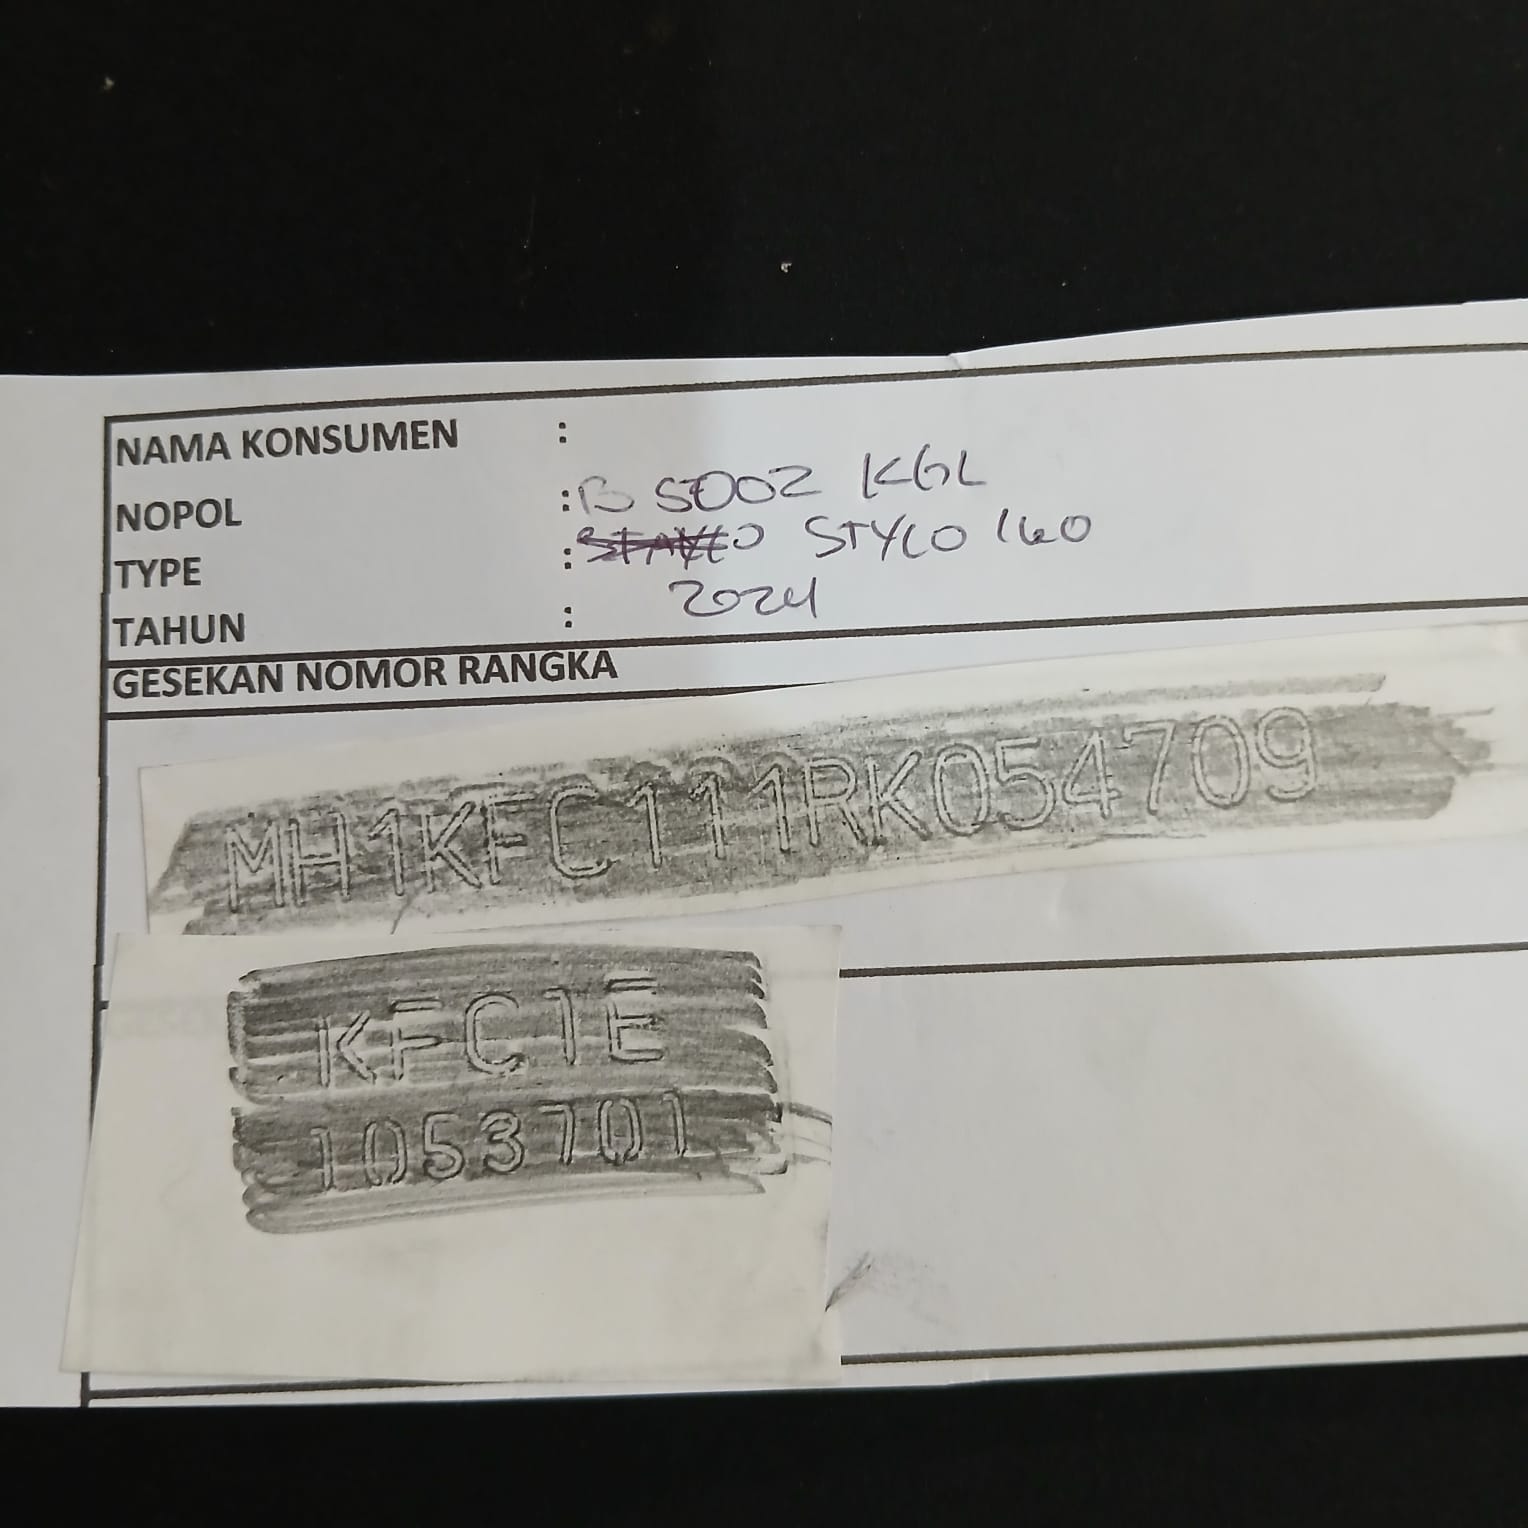 NAMA KONSUMEN :
NOPOL : B 5002 KGL
TYPE : STYLO 160
TAHUN : 2024
GESEKAN NOMOR RANGKA
MH1KFC111RK054709
KFC1E
1053701